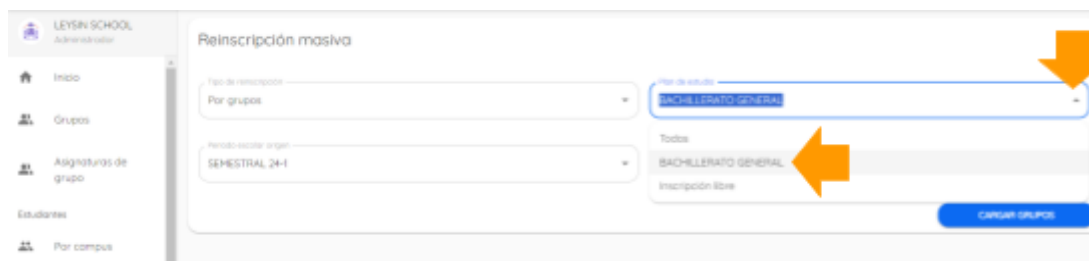 LEYSIN SCHOOL
Administrador
Inicio
Grupos
Asignaturas de
grupo
Estudiantes
Por campus
Reinscripción masiva
Tipo de reinscripción
Por grupos
Plan de estudio
BACHILLERATO GENERAL
Periodo escolar origen
SEMESTRAL 24-1
Todos
BACHILLERATO GENERAL
Inscripción libre
CARGAR GRUPOS